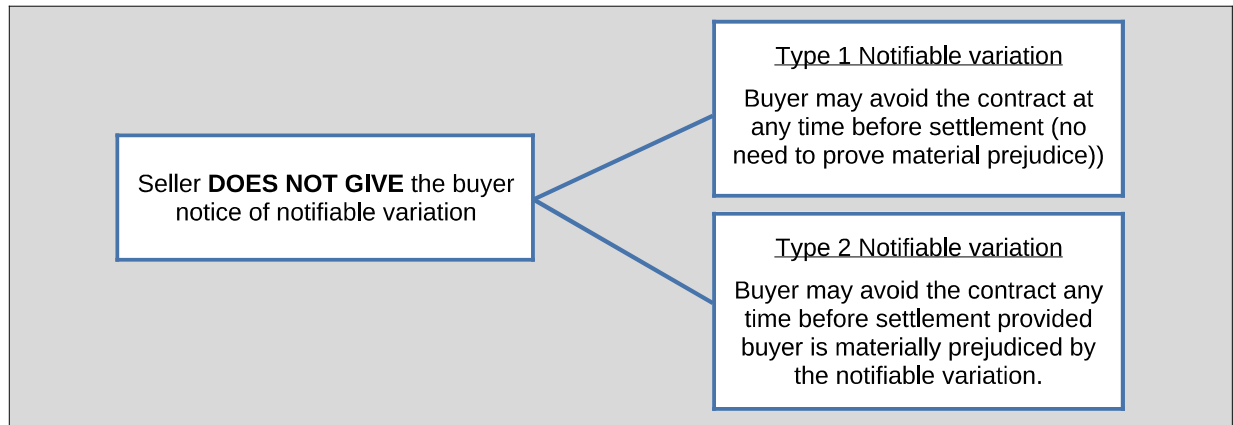 Seller DOES NOT GIVE the buyer
notice of notifiable variation
Type 1 Notifiable variation
Buyer may avoid the contract at
any time before settlement (no
need to prove material prejudice))
Type 2 Notifiable variation
Buyer may avoid the contract any
time before settlement provided
buyer is materially prejudiced by
the notifiable variation.